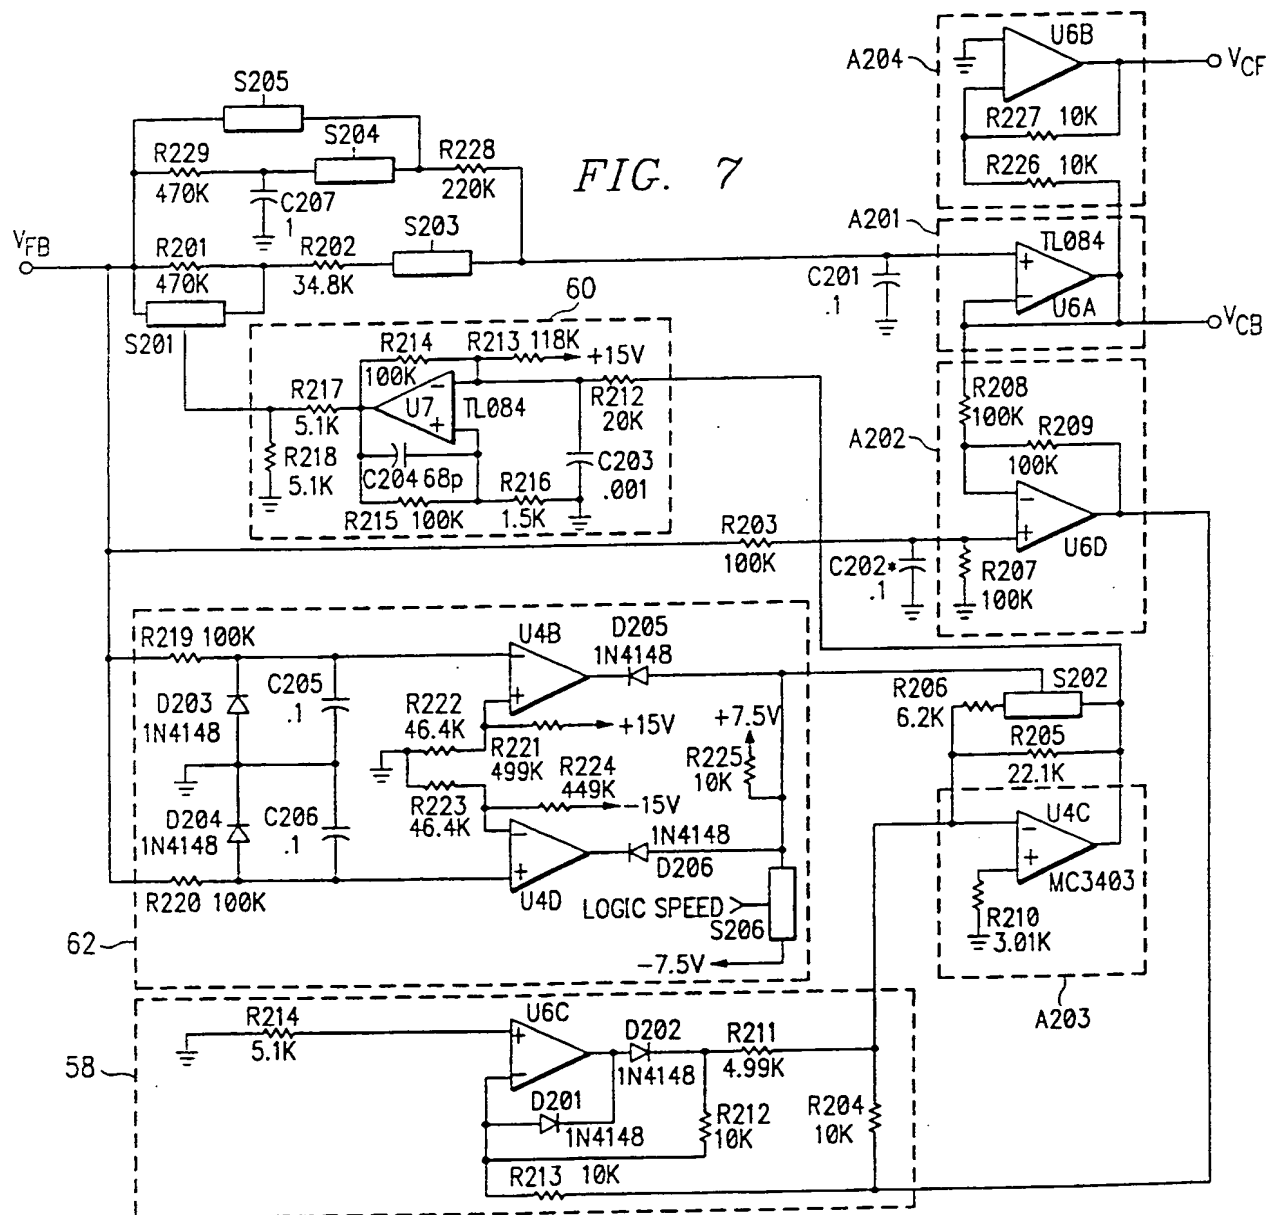 U6B
A204
V_CF
S205
S204
R227 10K
R229
R228
FIG. 7
470K
220K
R226 10K
C207
1
A201
S203
V_FB
R201
R202
TL084
470K
34.8K
C201
.1
U6A
60
V_CB
S201
R214
R213 118K
+15V
100K
R208
100K
R217
U7
TL084
R212
20K
5.1K
A202
R209
100K
R218
5.1K
C204 68p
C203
.001
R216
R215 100K
1.5K
R203
100K
U6D
C202*
.1
R207
100K
R219 100K
U4B
D205
1N4148
S202
D203
1N4148
C205
.1
R222
46.4K
R206
6.2K
+15V
+7.5V
R221
499K
R205
22.1K
R225
10K
R224
449K
R223
46.4K
-15V
D204
1N4148
C206
.1
U4C
1N4148
D206
MC3403
R220 100K
U4D
LOGIC SPEED
S206
R210
3.01K
62
-7.5V
A203
R214
5.1K
U6C
D202
1N4148
R211
4.99K
58
D201
1N4148
R212
10K
R204
10K
R213 10K